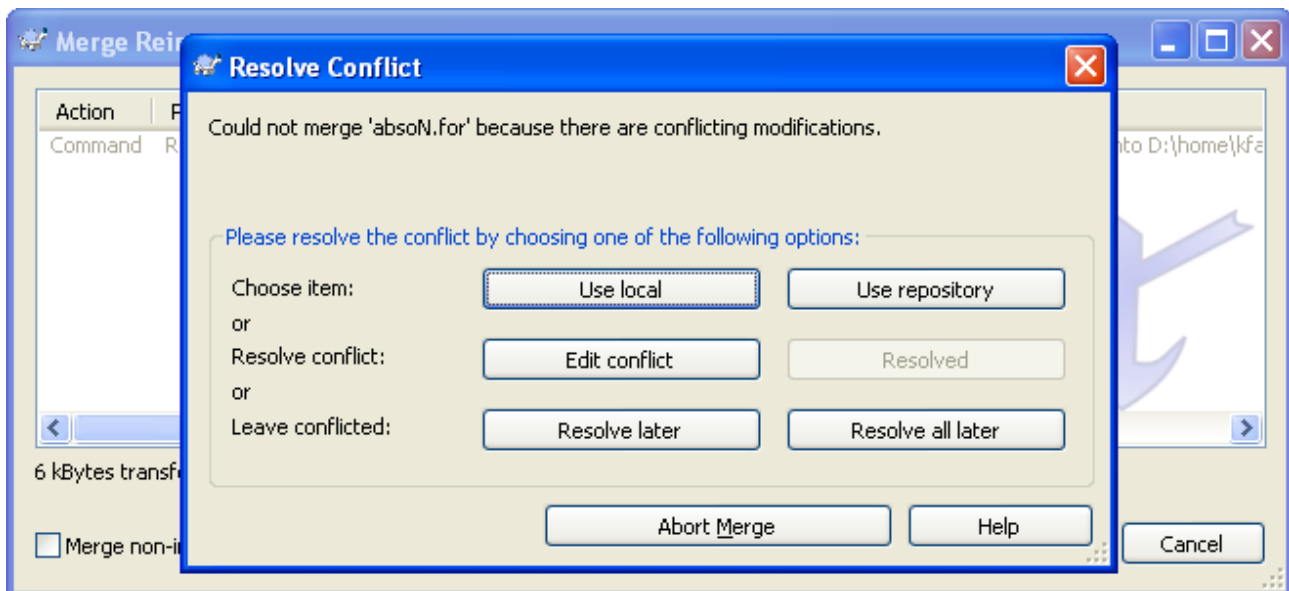 Merge Rein
Resolve Conflict
Action
Could not merge 'absoN.for' because there are conflicting modifications.
Command R
nto D:\home\kfa
Please resolve the conflict by choosing one of the following options:
Choose item: Use local Use repository
or
Resolve conflict: Edit conflict Resolved
or
Leave conflicted: Resolve later Resolve all later
6 kBytes transf
Abort Merge Help
Merge non-i
Cancel